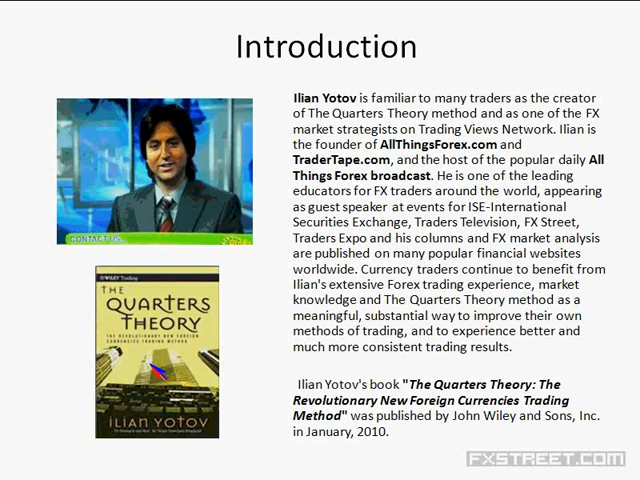 Introduction
Ilian Yotov is familiar to many traders as the creator
of The Quarters Theory method and as one of the FX
market strategists on Trading Views Network. Ilian is
the founder of AllThingsForex.com and
TraderTape.com, and the host of the popular daily All
Things Forex broadcast. He is one of the leading
educators for FX traders around the world, appearing
as guest speaker at events for ISE-International
Securities Exchange, Traders Television, FX Street,
Traders Expo and his columns and FX market analysis
are published on many popular financial websites
worldwide. Currency traders continue to benefit from
Ilian's extensive Forex trading experience, market
knowledge and The Quarters Theory method as a
meaningful, substantial way to improve their own
methods of trading, and to experience better and
much more consistent trading results.
Ilian Yotov's book "The Quarters Theory: The
Revolutionary New Foreign Currencies Trading
Method" was published by John Wiley and Sons, Inc.
in January, 2010.
CONTACT US
WILEY Trading
THE
QUARTERS
THEORY
THE REVOLUTIONARY NEW FOREIGN
CURRENCIES TRADING METHOD
ILIAN YOTOV
FXSTREET.COM